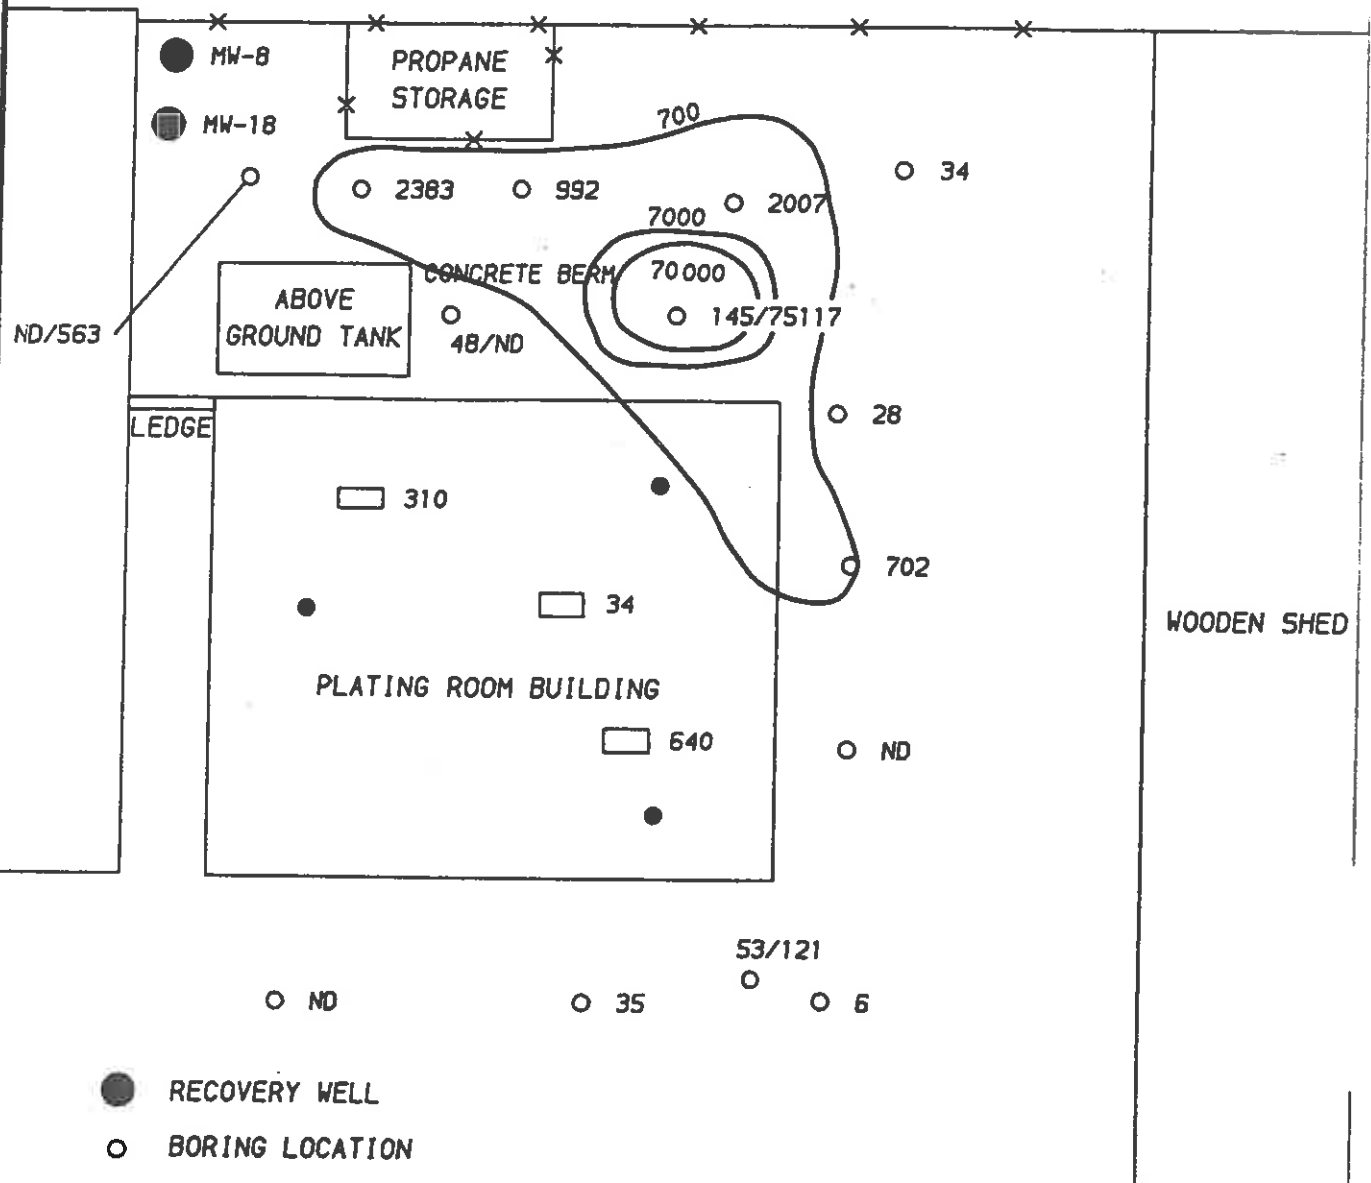 MW-8
PROPANE
STORAGE
MW-18
700
34
2383
992
2007
7000
CONCRETE BERM
70000
ABOVE
GROUND TANK
145/75117
ND/563
48/ND
LEDGE
28
310
702
34
WOODEN SHED
PLATING ROOM BUILDING
640
ND
53/121
ND
35
6
RECOVERY WELL
BORING LOCATION